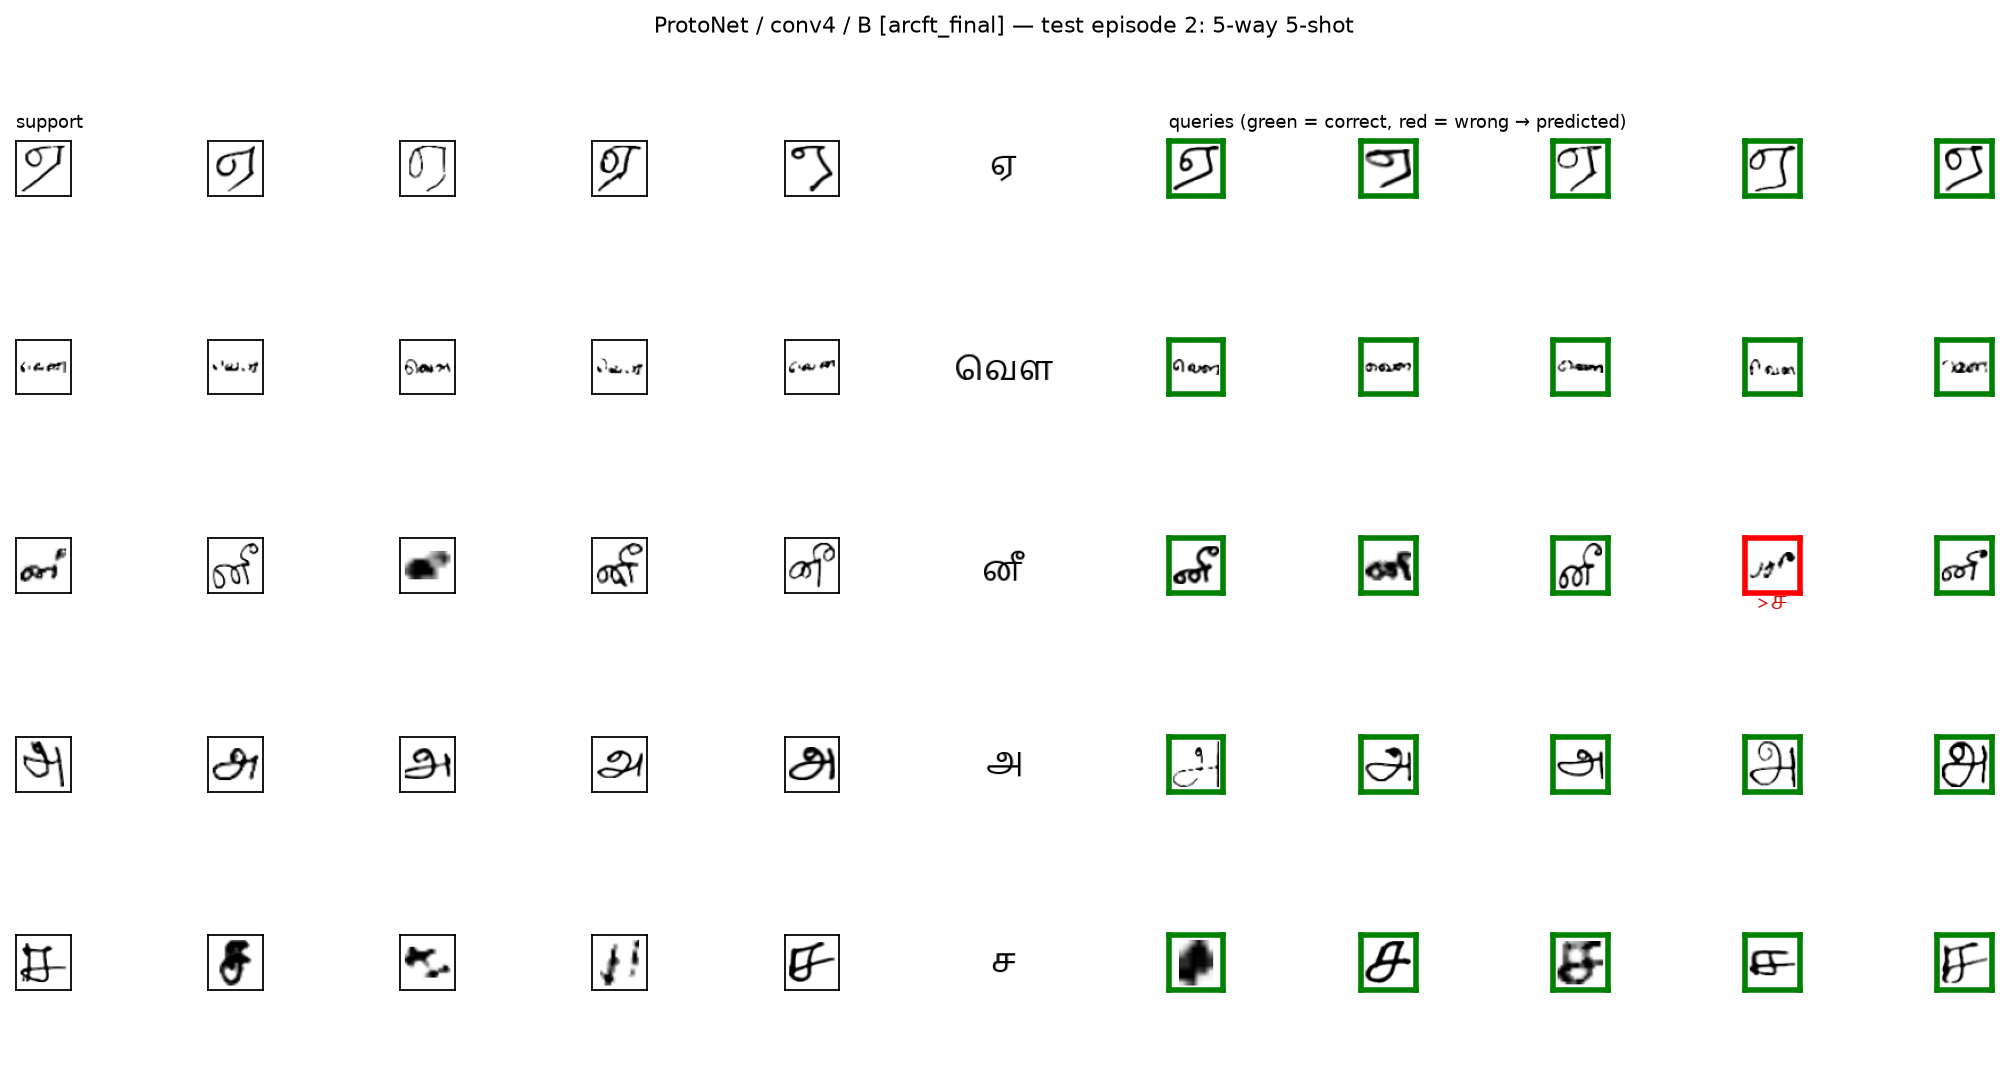 ProtoNet / conv4 / B [arcft_final] — test episode 2: 5-way 5-shot
support
queries (green = correct, red = wrong → predicted)
ஏ ஏ ஏ ஏ ஏ ஏ ஏ ஏ ஏ ஏ ஏ
வௌ வௌ வௌ வௌ வௌ வௌ
னீ னீ னீ னீ னீ னீ னீ னீ
>ச
அ அ அ அ அ அ அ அ அ அ அ
ச ச ச ச ச ச ச ச